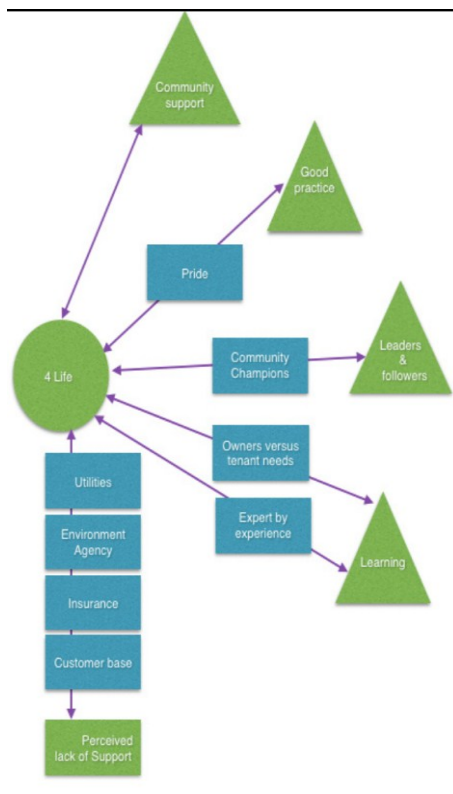 Community
support
Good
practice
Pride
Leaders
&
followers
Community
Champions
4 Life
Owners versus
tenant needs
Utilities
Expert by
experience
Environment
Agency
Learning
Insurance
Customer base
Perceived
lack of Support